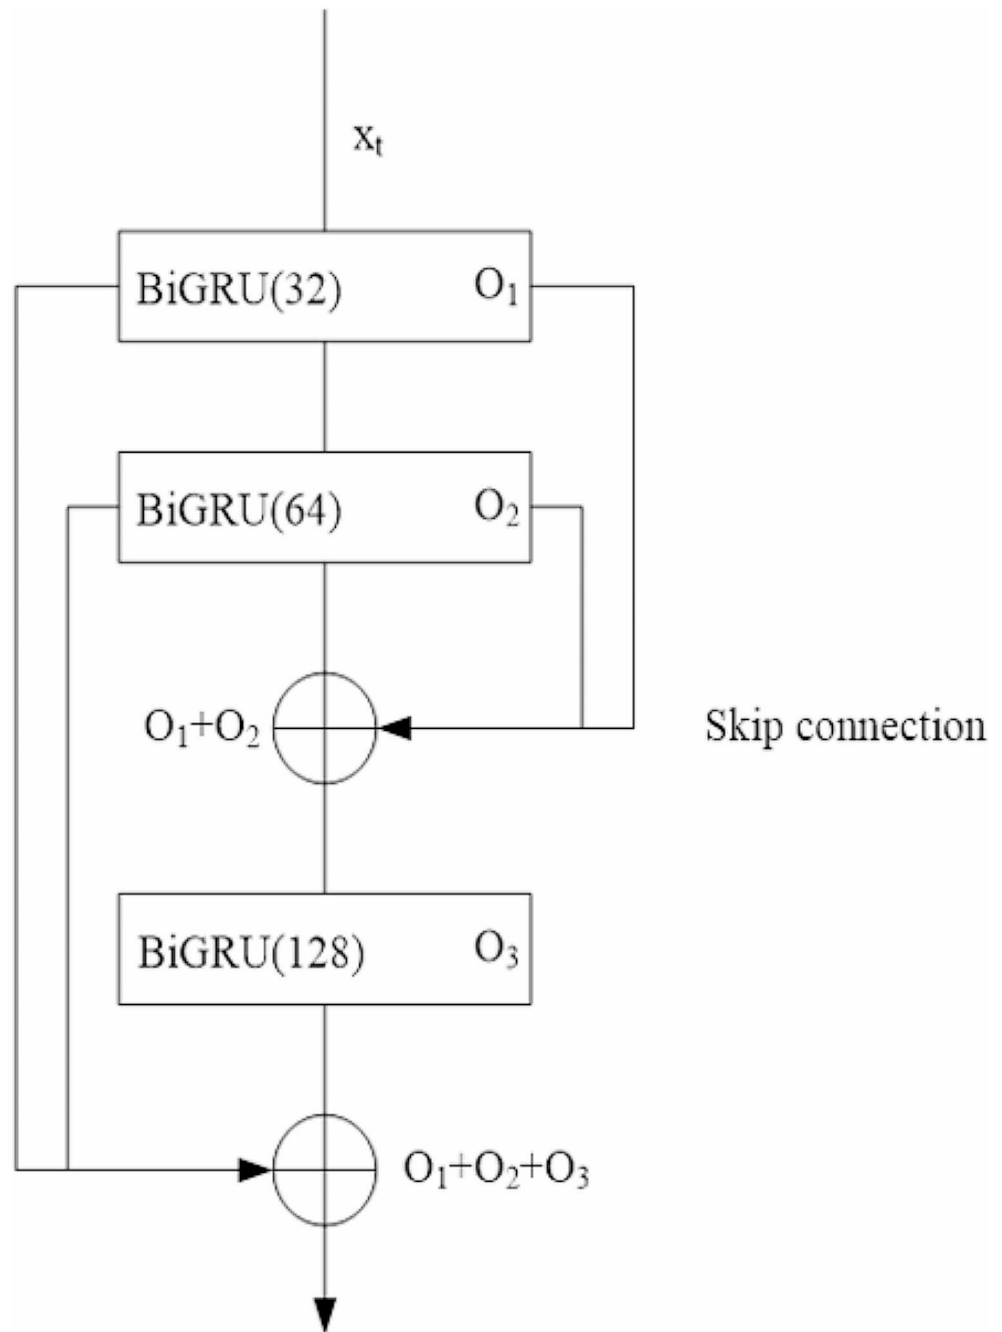 xₜ
BiGRU(32) O₁
BiGRU(64) O₂
O₁+O₂ Skip connection
BiGRU(128) O₃
O₁+O₂+O₃